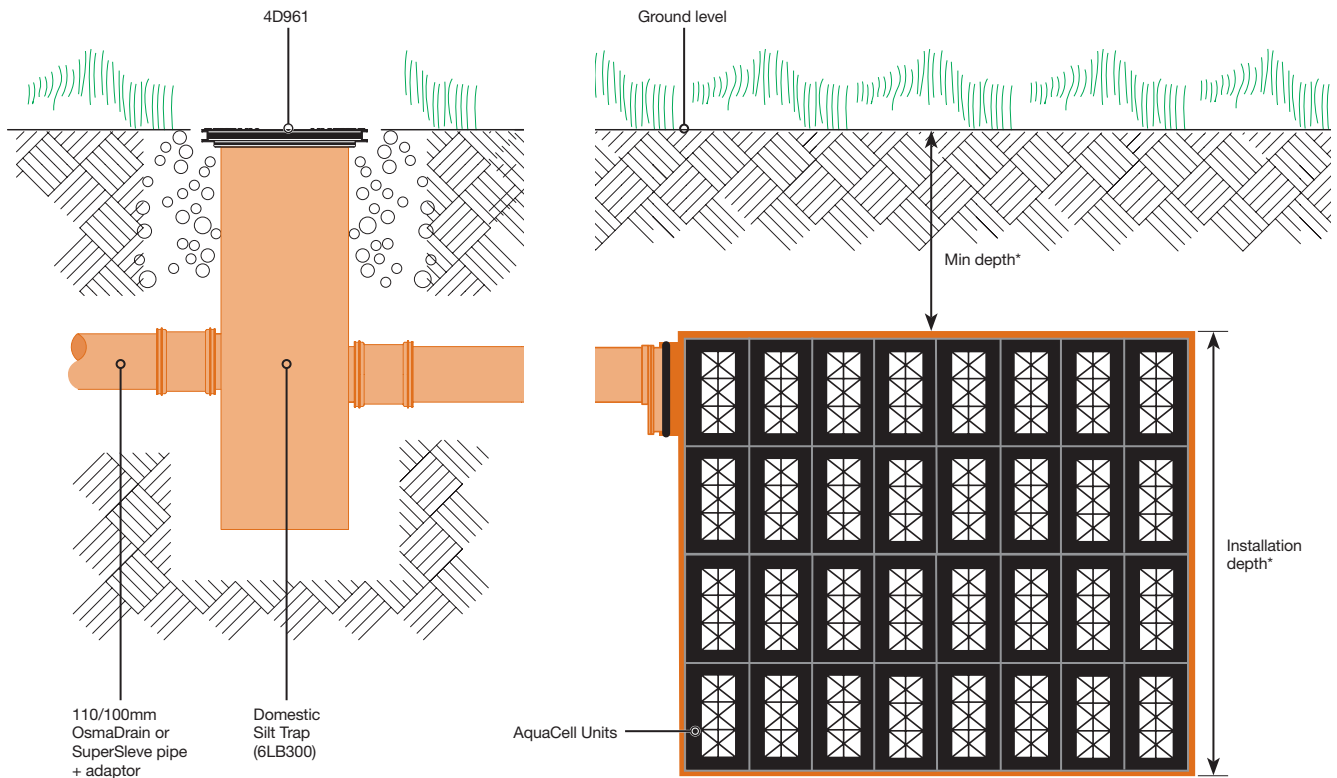 4D961
Ground level
Min depth*
Installation
depth*
110/100mm
OsmaDrain or
SuperSleve pipe
+ adaptor
Domestic
Silt Trap
(6LB300)
AquaCell Units